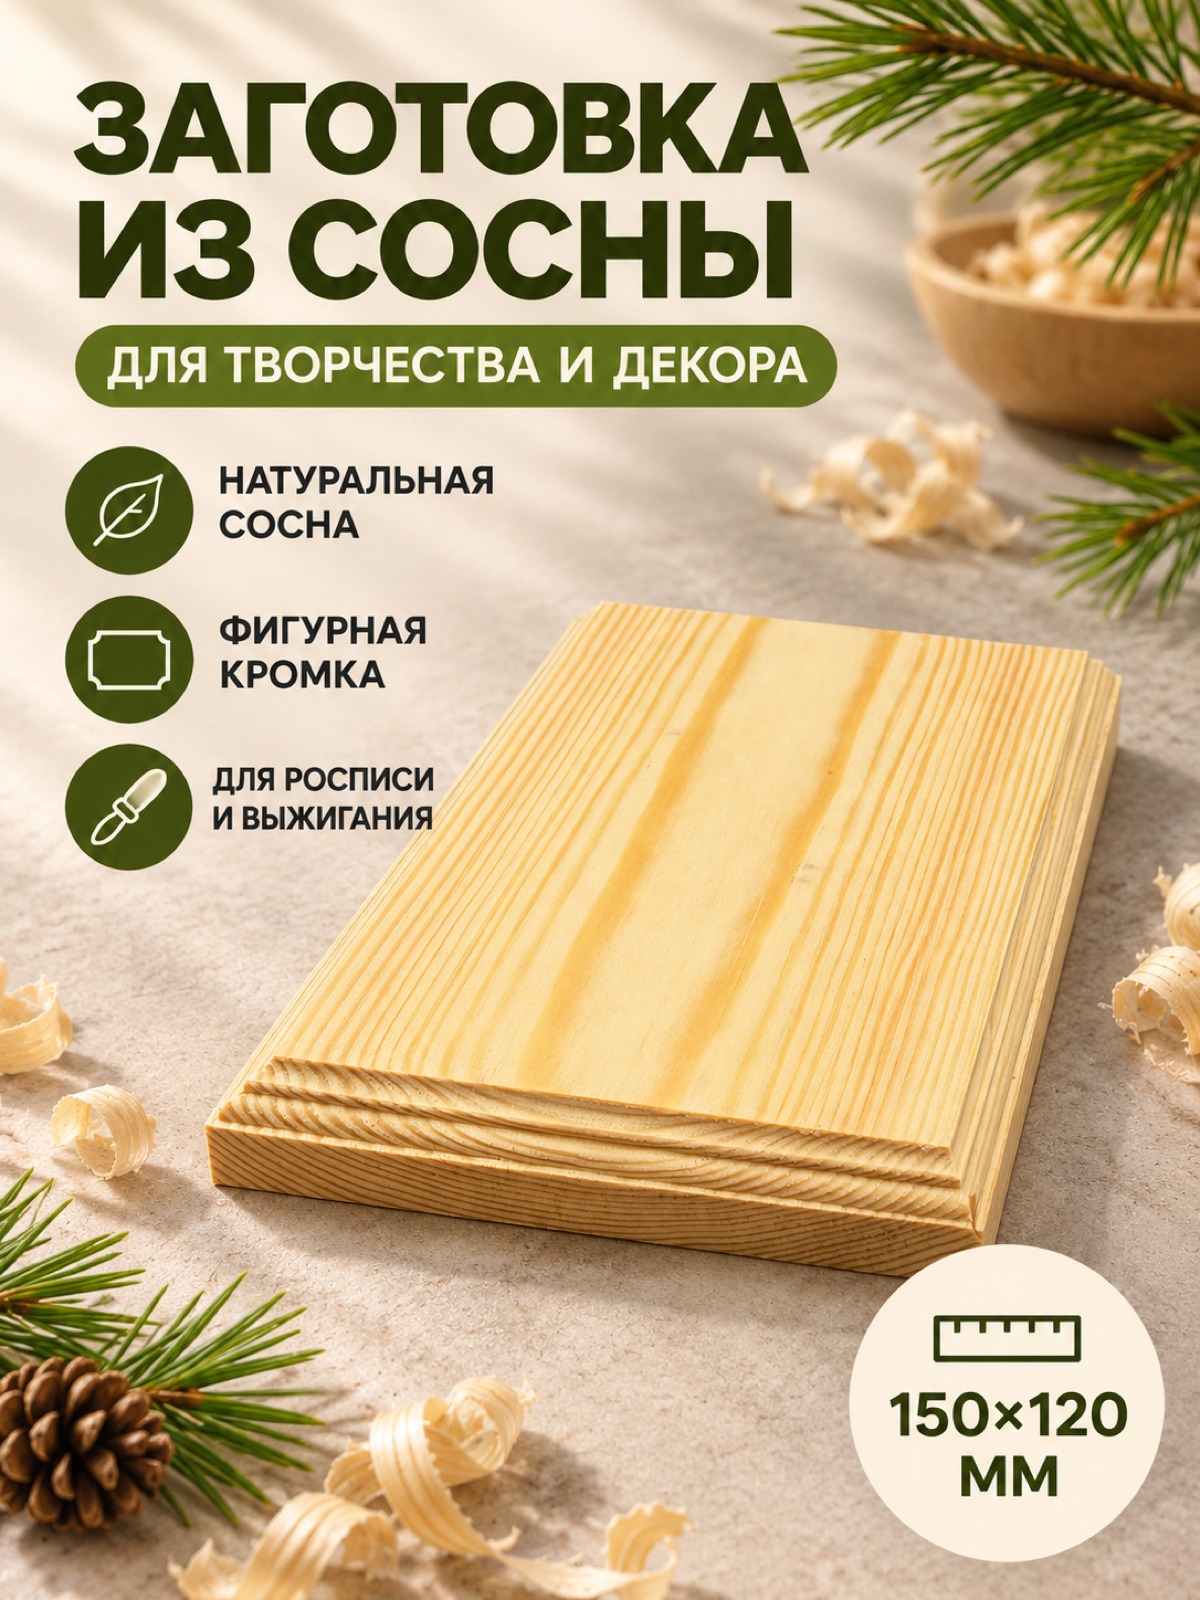 ЗАГОТОВКА
ИЗ СОСНЫ
ДЛЯ ТВОРЧЕСТВА И ДЕКОРА
НАТУРАЛЬНАЯ
СОСНА
ФИГУРНАЯ
КРОМКА
ДЛЯ РОСПИСИ
И ВЫЖИГАНИЯ
150×120
ММ